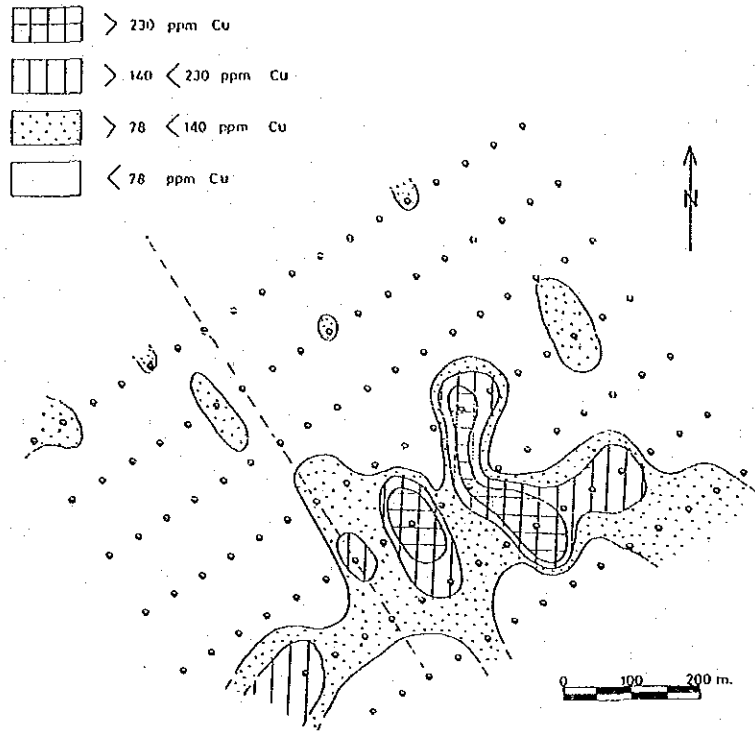 > 230 ppm Cu
> 140 < 230 ppm Cu
> 78 < 140 ppm Cu
< 78 ppm Cu
N
0 100 200 m.